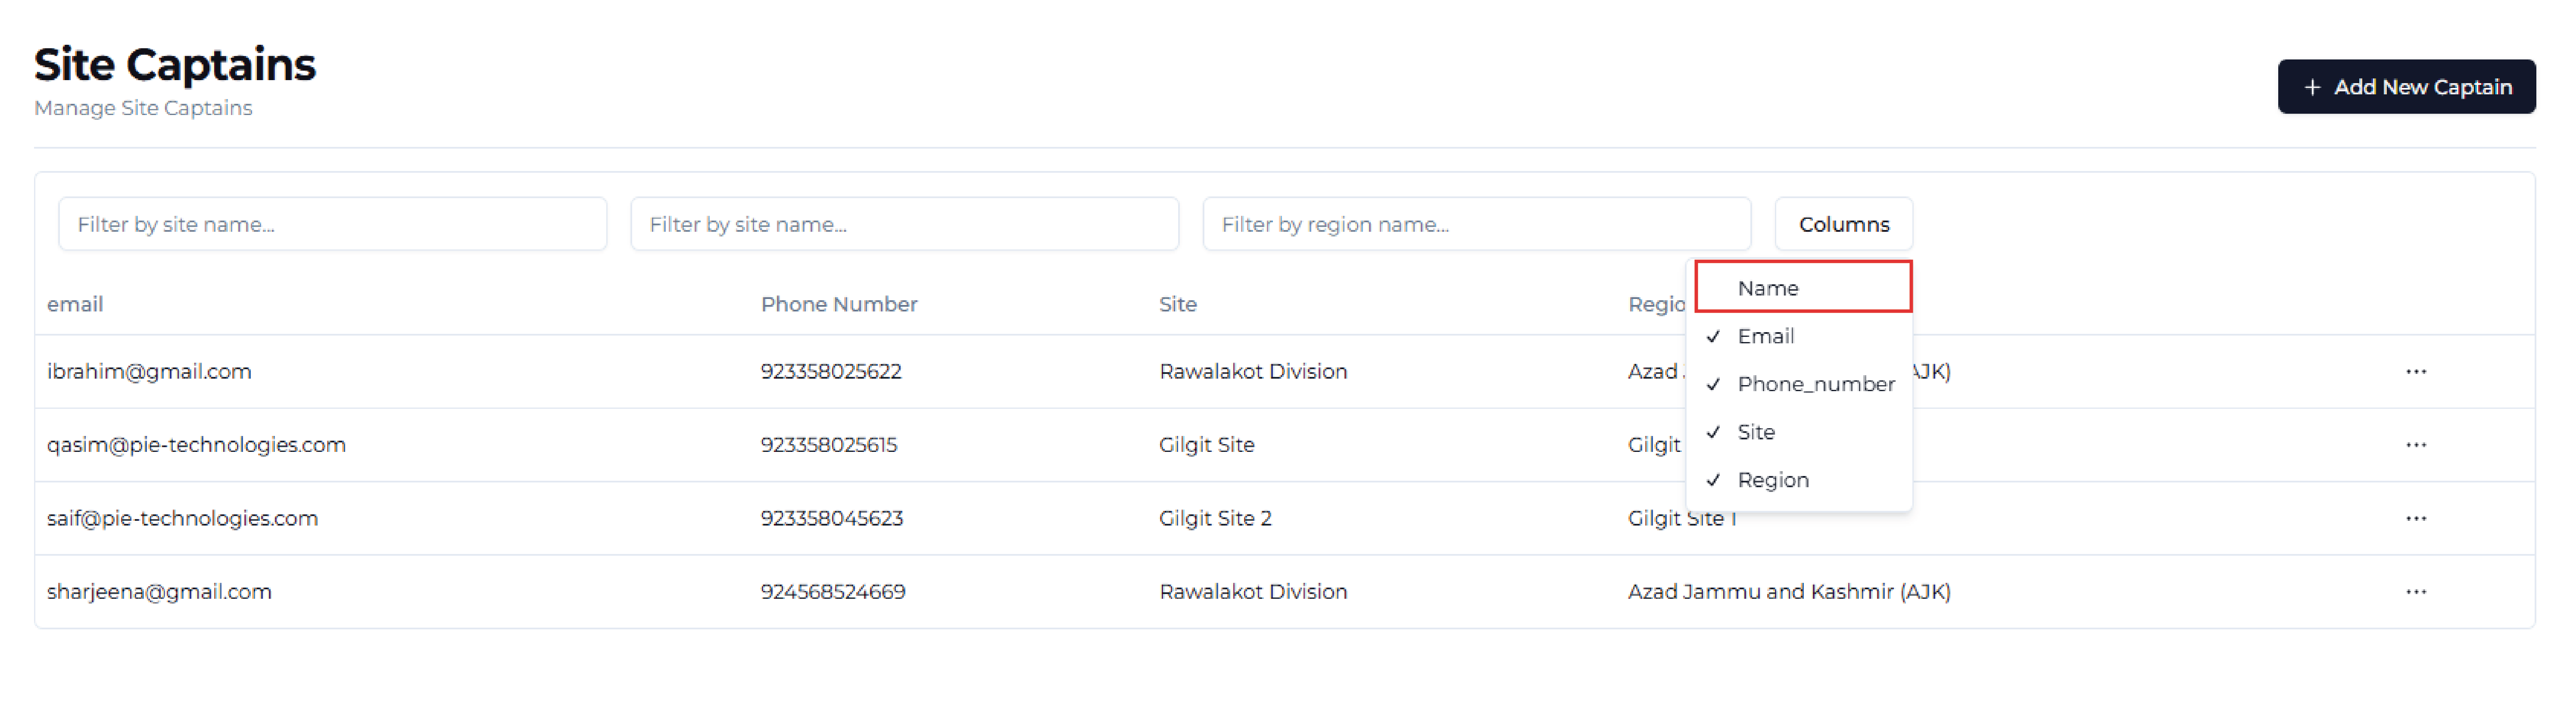 Site Captains
Manage Site Captains
+ Add New Captain
Filter by site name...
Filter by site name...
Filter by region name...
Columns
Name
Email
Phone_number
Site
Region
email Phone Number Site Regio
ibrahim@gmail.com 923358025622 Rawalakot Division Azad AJK) ...
qasim@pie-technologies.com 923358025615 Gilgit Site Gilgit ...
saif@pie-technologies.com 923358045623 Gilgit Site 2 Gilgit Site 1 ...
sharjeena@gmail.com 924568524669 Rawalakot Division Azad Jammu and Kashmir (AJK) ...